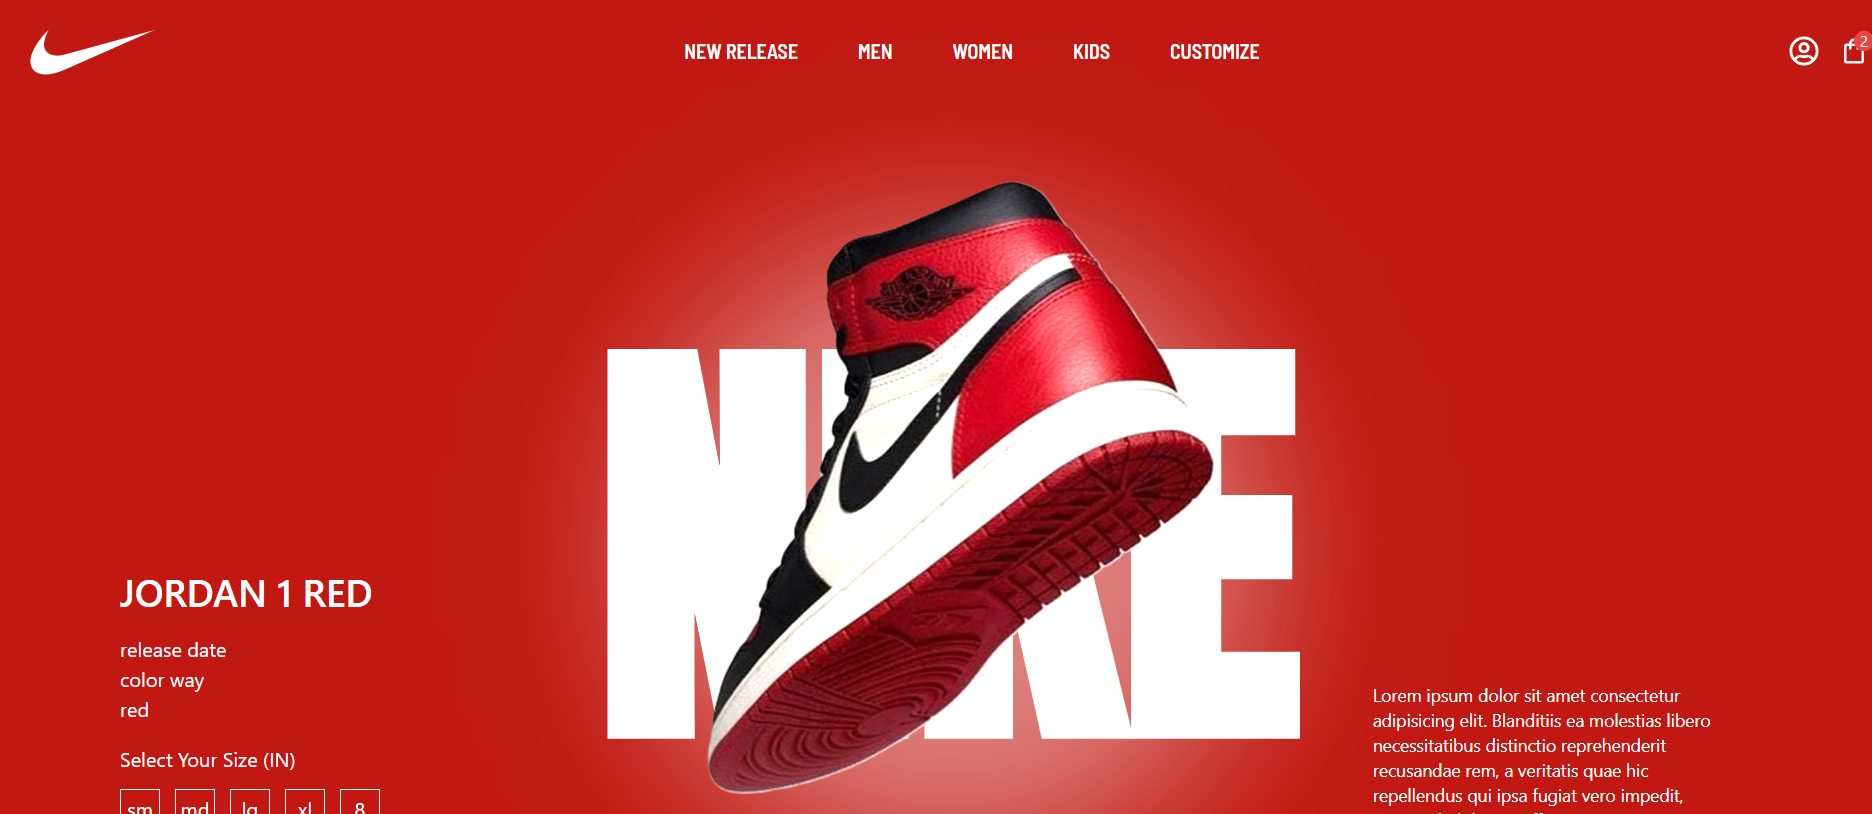 NEW RELEASE MEN WOMEN KIDS CUSTOMIZE
2
NIKE
JORDAN 1 RED
release date
color way
red
Select Your Size (IN)
sm md lg xl 8
Lorem ipsum dolor sit amet consectetur
adipisicing elit. Blanditiis ea molestias libero
necessitatibus distinctio reprehenderit
recusandae rem, a veritatis quae hic
repellendus qui ipsa fugiat vero impedit,